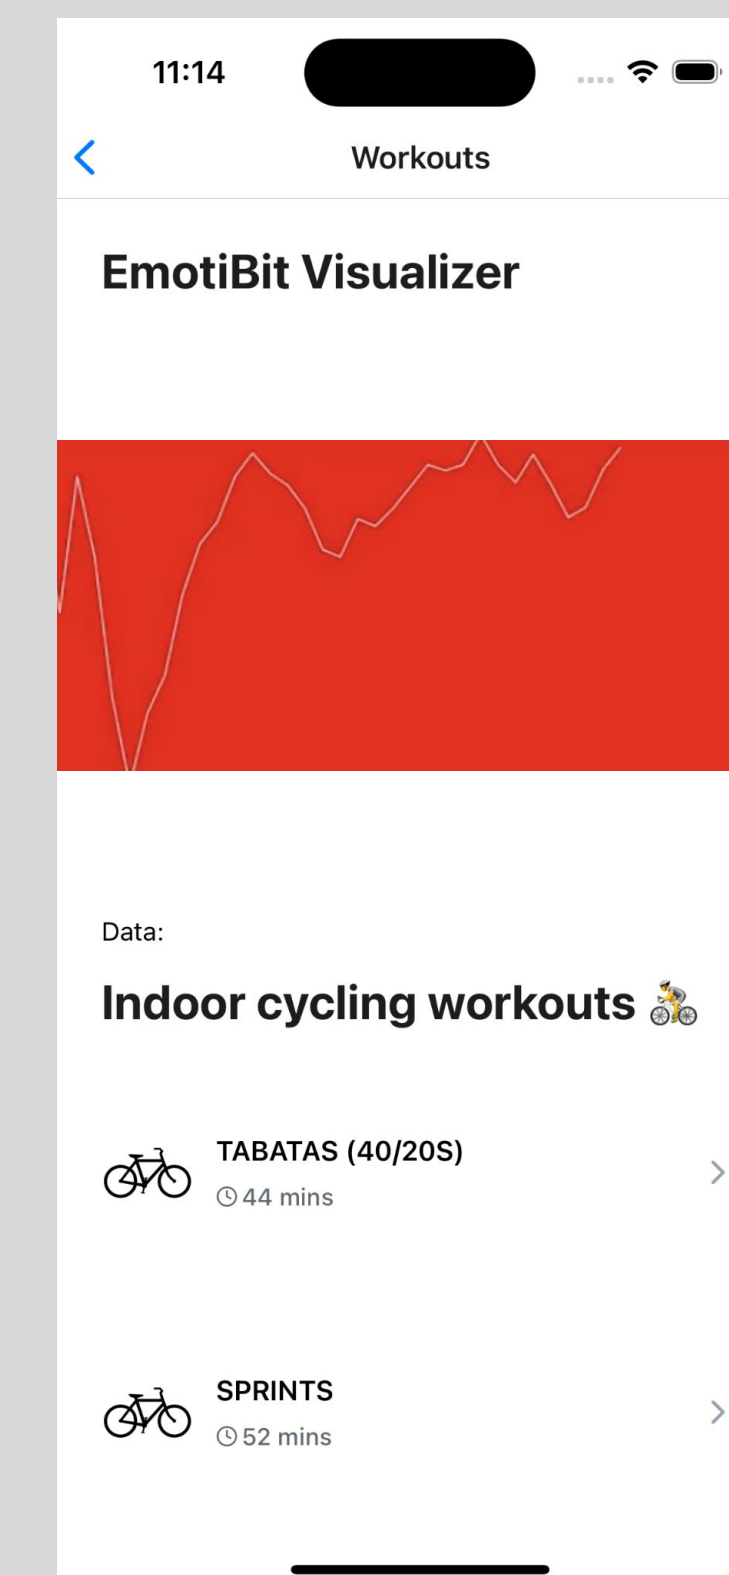 11:14
Workouts
EmotiBit Visualizer
Data:
Indoor cycling workouts 🚴
TABATAS (40/20S)
44 mins
SPRINTS
52 mins